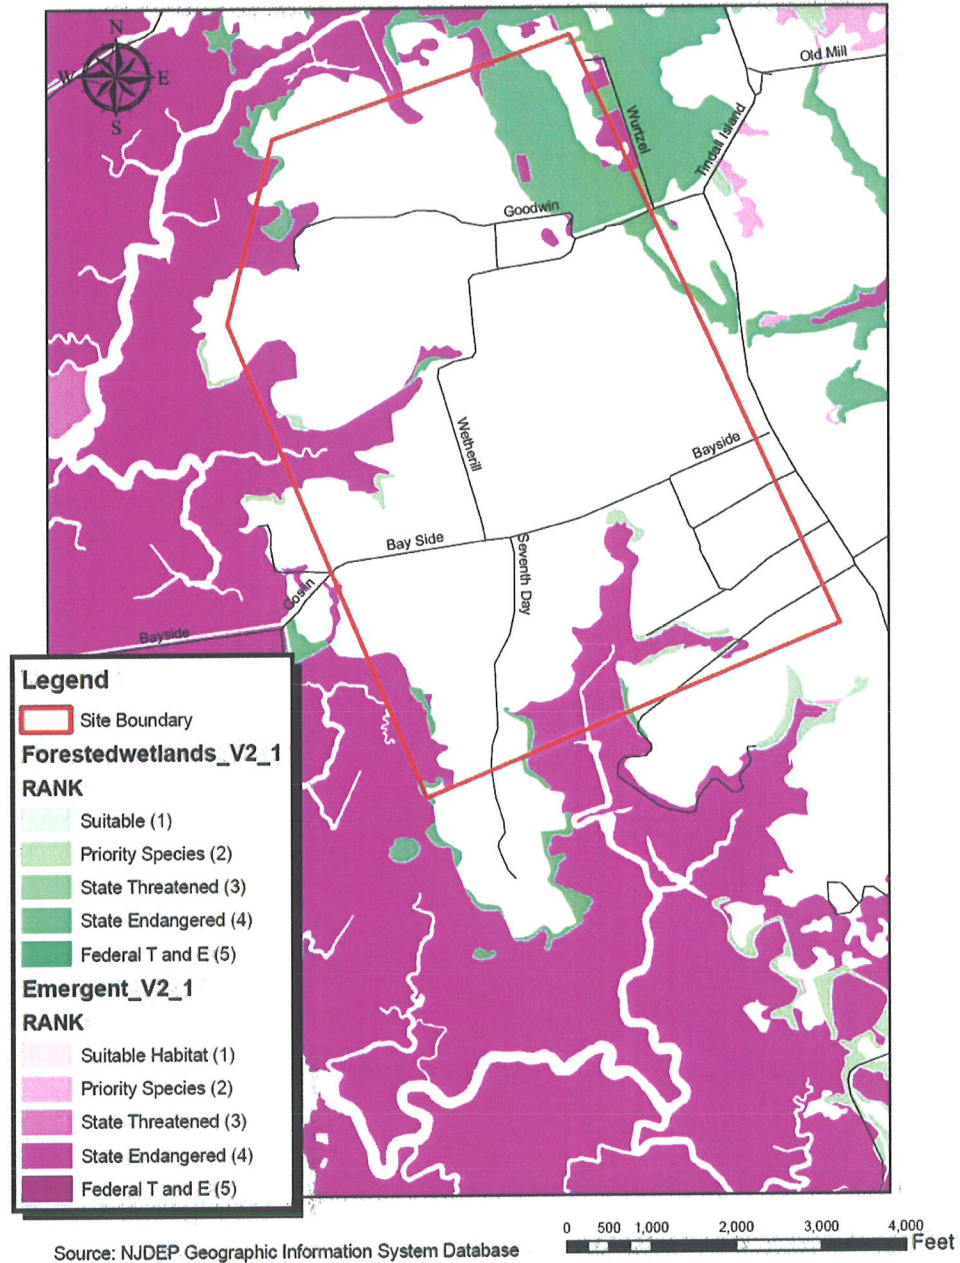 N
W
E
S
Old Mill
Wurtzel
Tindall Island
Goodwin
Wetherill
Bayside
Bay Side
Seventh Day
Goslin
Bayside
Legend
Site Boundary
Forestedwetlands_V2_1
RANK
Suitable (1)
Priority Species (2)
State Threatened (3)
State Endangered (4)
Federal T and E (5)
Emergent_V2_1
RANK
Suitable Habitat (1)
Priority Species (2)
State Threatened (3)
State Endangered (4)
Federal T and E (5)
0 500 1,000 2,000 3,000 4,000
Feet
Source: NJDEP Geographic Information System Database